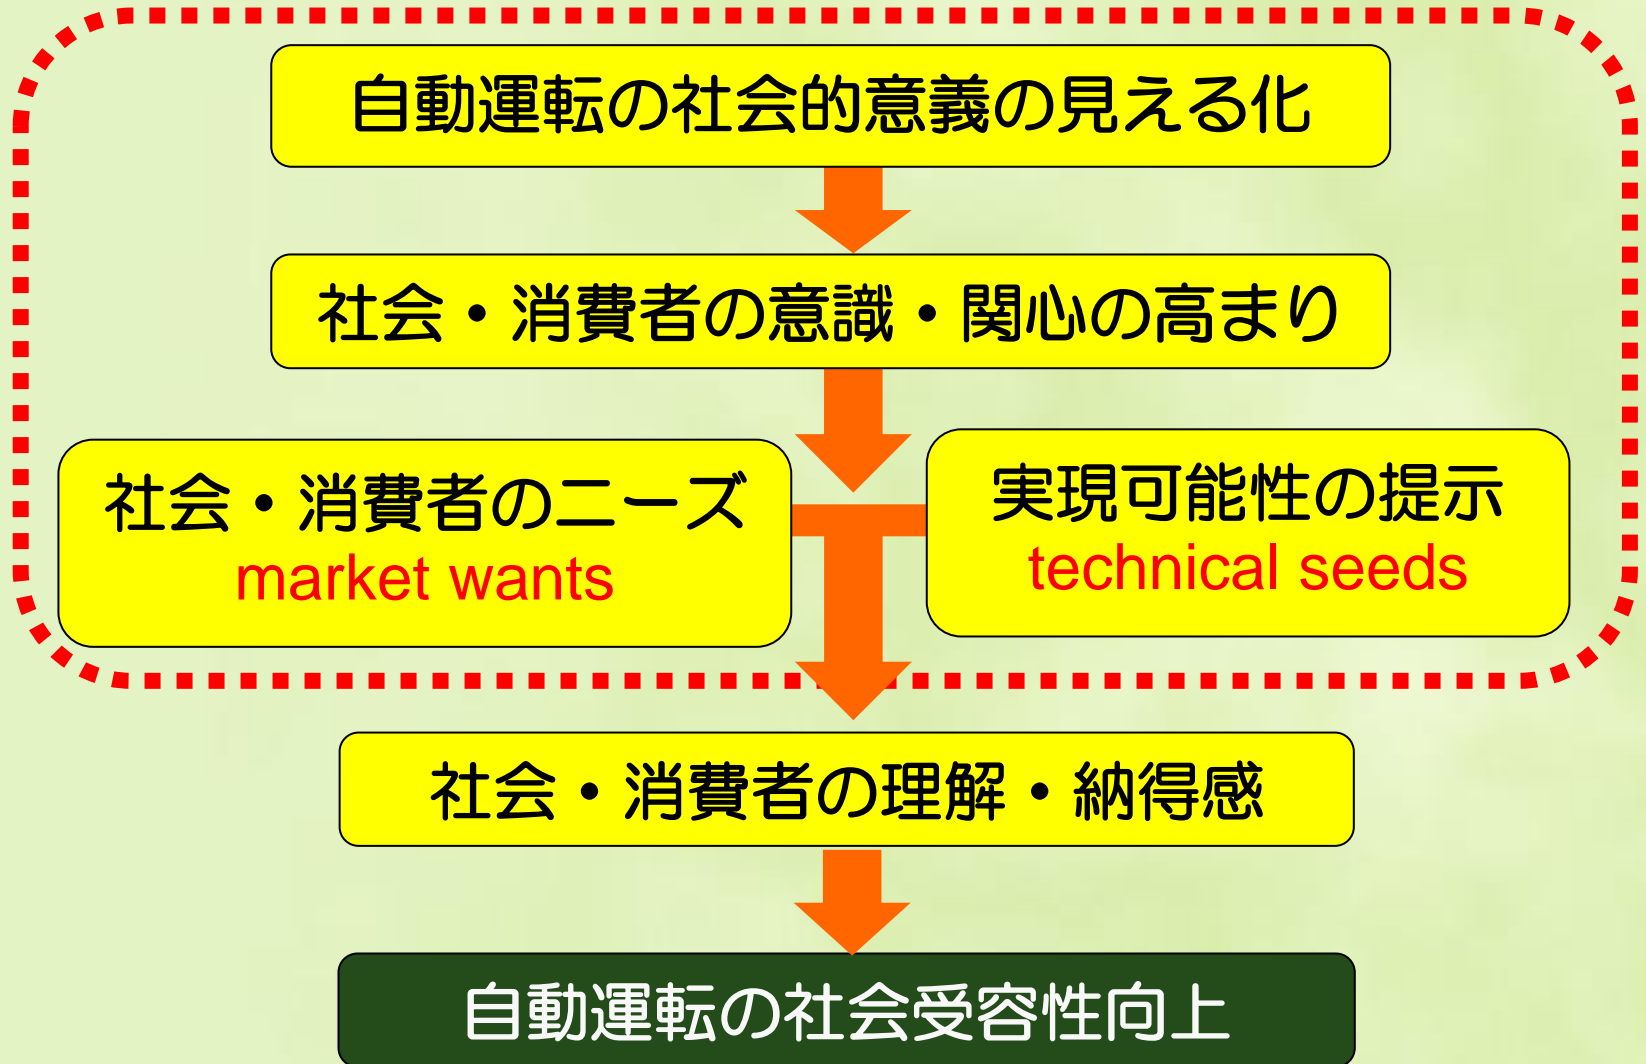 自動運転の社会的意義の見える化
社会・消費者の意識・関心の高まり
社会・消費者のニーズ
market wants
実現可能性の提示
technical seeds
社会・消費者の理解・納得感
自動運転の社会受容性向上